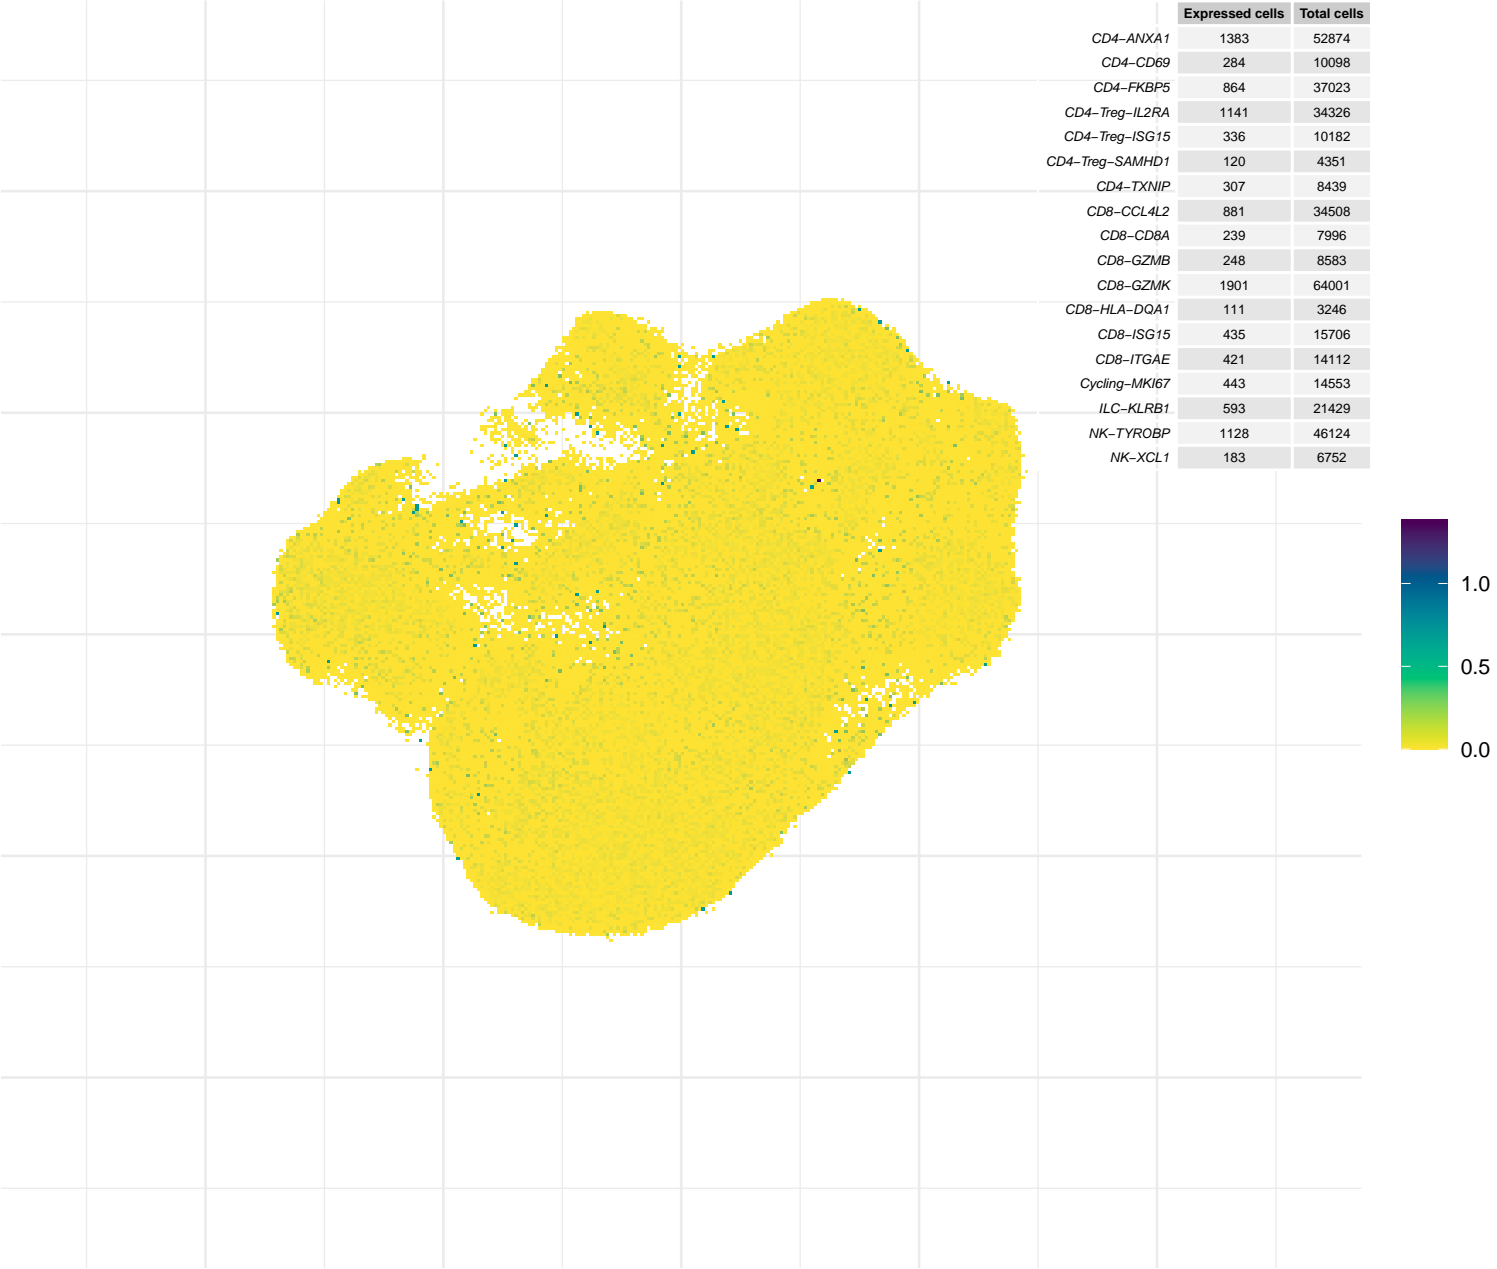 Expressed cells Total cells
CD4−ANXA1 1383 52874
CD4−CD69 284 10098
CD4−FKBP5 864 37023
CD4−Treg−IL2RA 1141 34326
CD4−Treg−ISG15 336 10182
CD4−Treg−SAMHD1 120 4351
CD4−TXNIP 307 8439
CD8−CCL4L2 881 34508
CD8−CD8A 239 7996
CD8−GZMB 248 8583
CD8−GZMK 1901 64001
CD8−HLA−DQA1 111 3246
CD8−ISG15 435 15706
CD8−ITGAE 421 14112
Cycling−MKI67 443 14553
ILC−KLRB1 593 21429
NK−TYROBP 1128 46124
NK−XCL1 183 6752
1.0
0.5
0.0